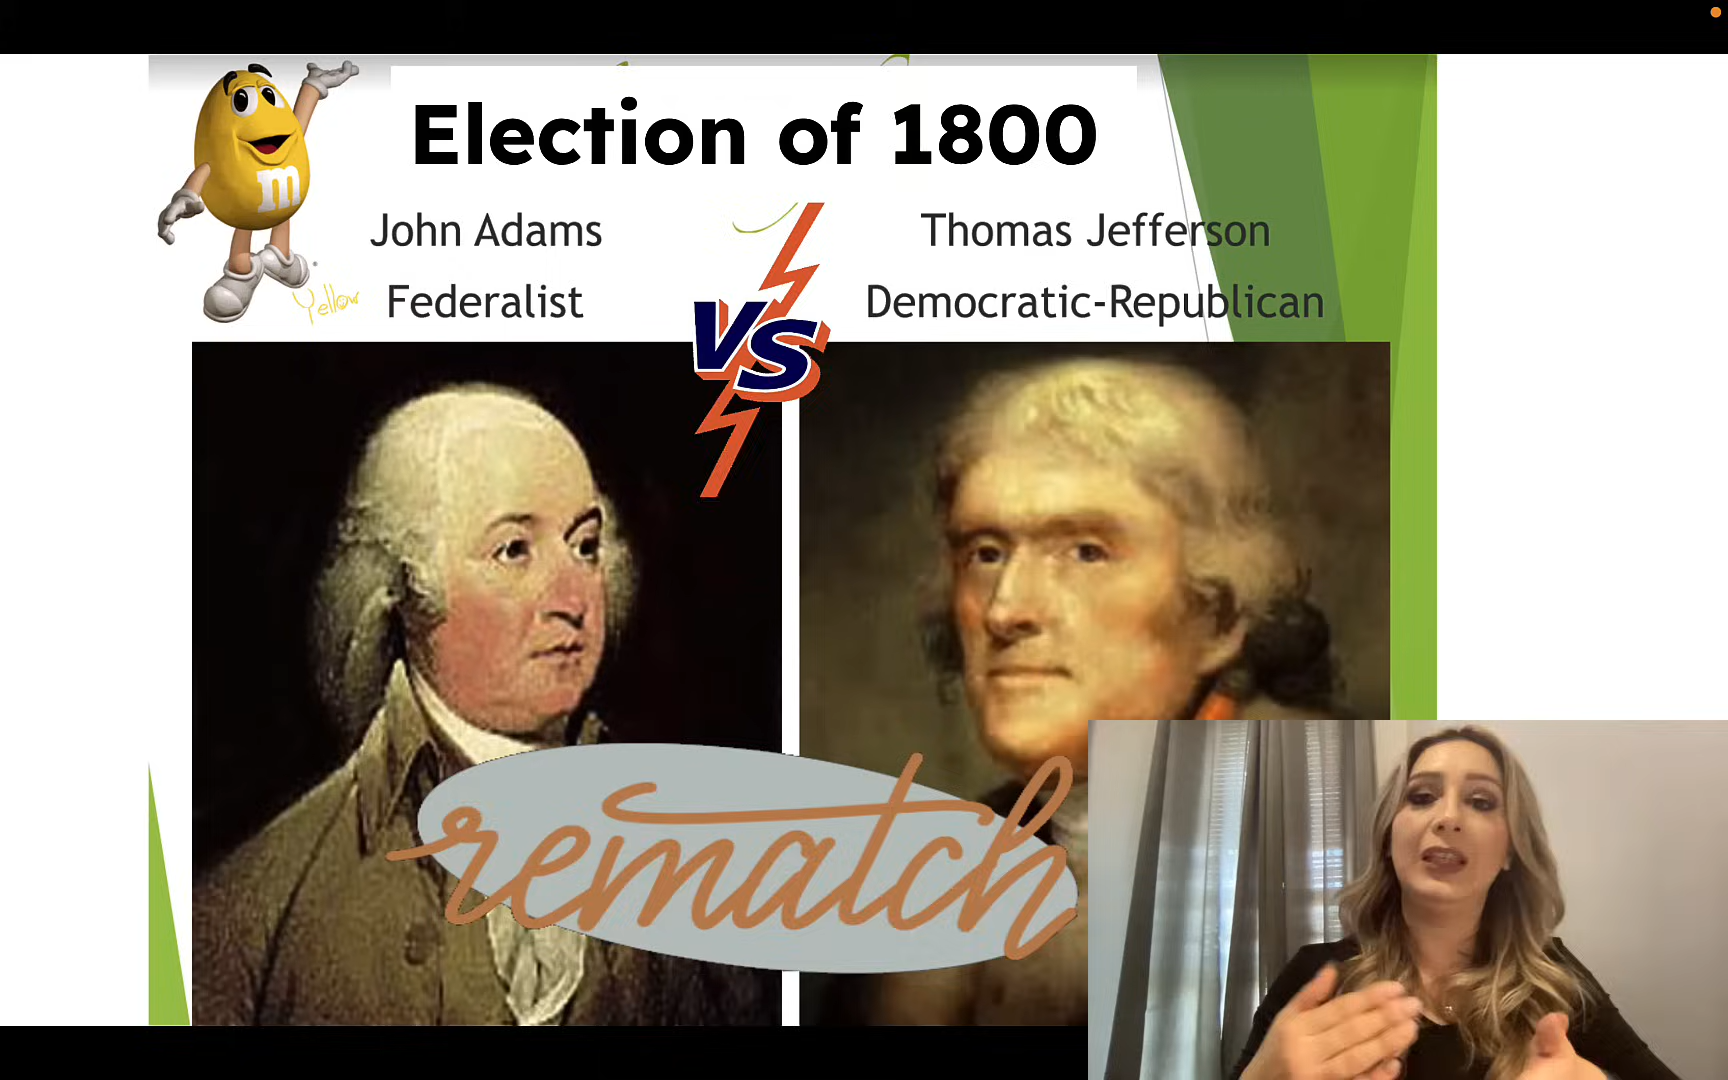 Election of 1800
John Adams
Thomas Jefferson
Federalist
Democratic-Republican
VS
m
Yellow
rematch